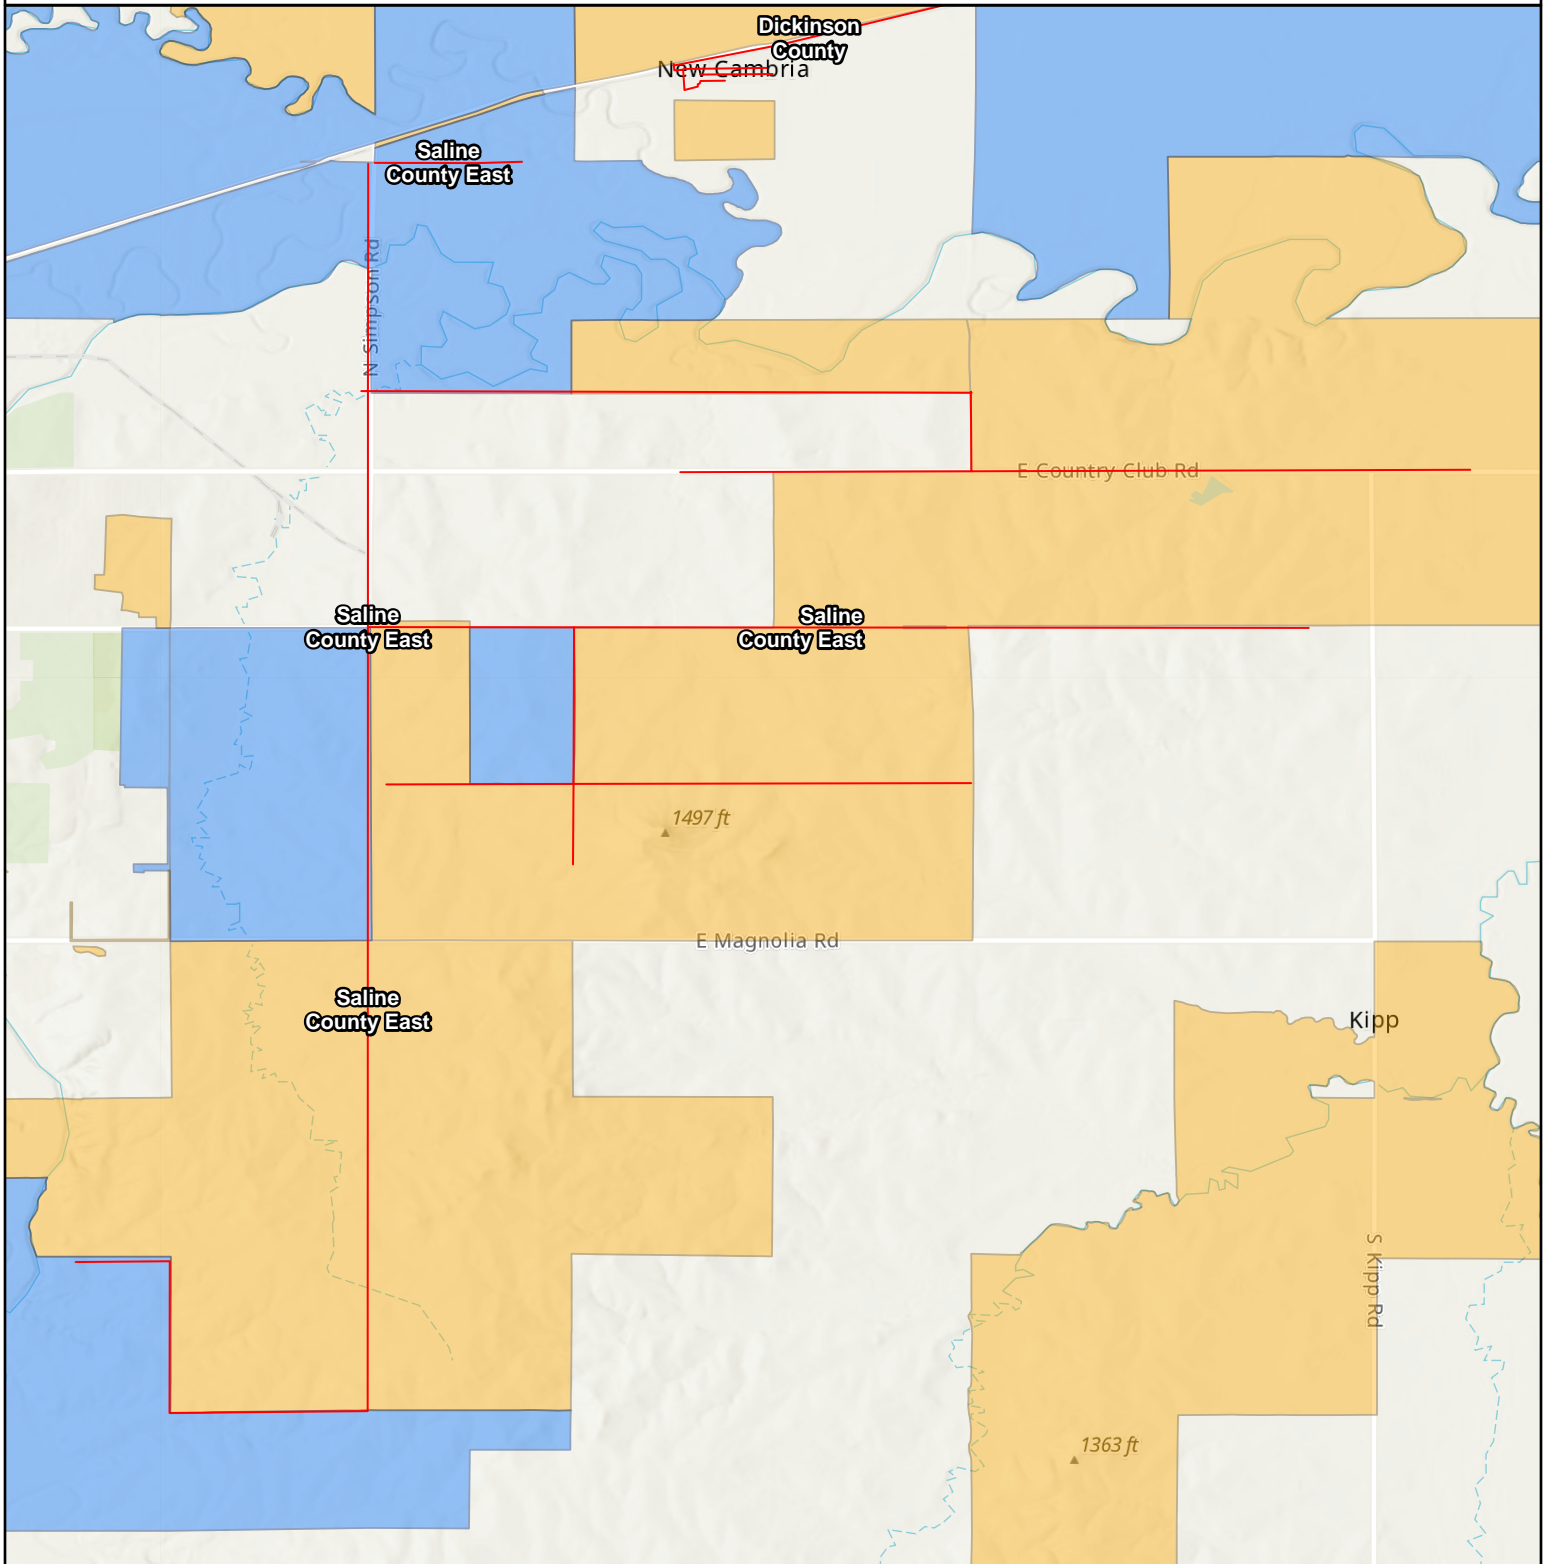 Dickinson
County
New Cambria
Saline
County East
N Simpson Rd
E Country Club Rd
Saline
County East
Saline
County East
1497 ft
E Magnolia Rd
Saline
County East
Kipp
S Kipp Rd
1363 ft